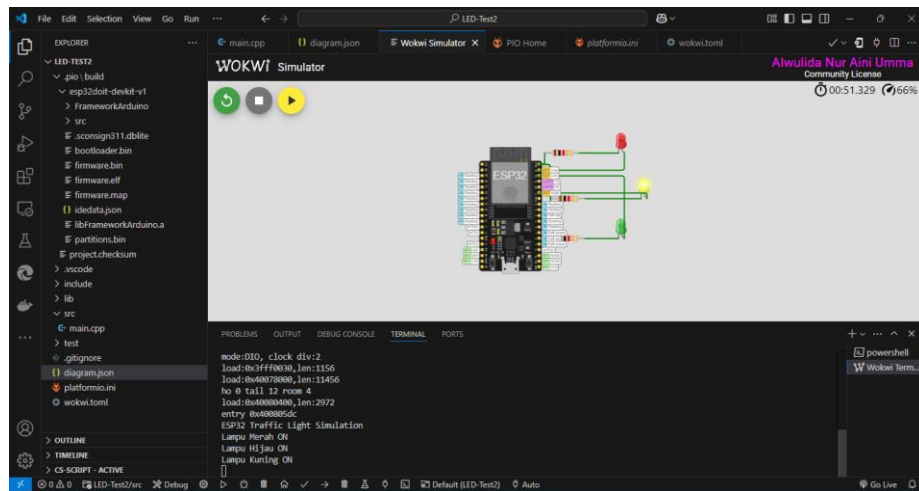 File Edit Selection View Go Run ... LED-Test2
EXPLORER ...
main.cpp
diagram.json
Wokwi Simulator
PIO Home
platformio.ini
wokwi.toml
LED-TEST2
.pio \ build
esp32doit-devkit-v1
FrameworkArduino
src
.sconsign311.dblite
bootloader.bin
firmware.bin
firmware.elf
firmware.map
idedata.json
libFrameworkArduino.a
partitions.bin
project.checksum
.vscode
include
lib
src
main.cpp
test
.gitignore
diagram.json
platformio.ini
wokwi.toml
OUTLINE
TIMELINE
CS-SCRIPT - ACTIVE
WOKWI Simulator
Alwulida Nur Aini Umma
Community License
00:51.329 66%
ESP32
PROBLEMS OUTPUT DEBUG CONSOLE TERMINAL PORTS
mode:DIO, clock div:2
load:0x3fff0030,len:1156
load:0x40078000,len:11456
ho 0 tail 12 room 4
load:0x40080400,len:2972
entry 0x400805dc
ESP32 Traffic Light Simulation
Lampu Merah ON
Lampu Hijau ON
Lampu Kuning ON
powershell
Wokwi Term...
0 0 0 LED-Test2/src Debug Default (LED-Test2) Auto Go Live